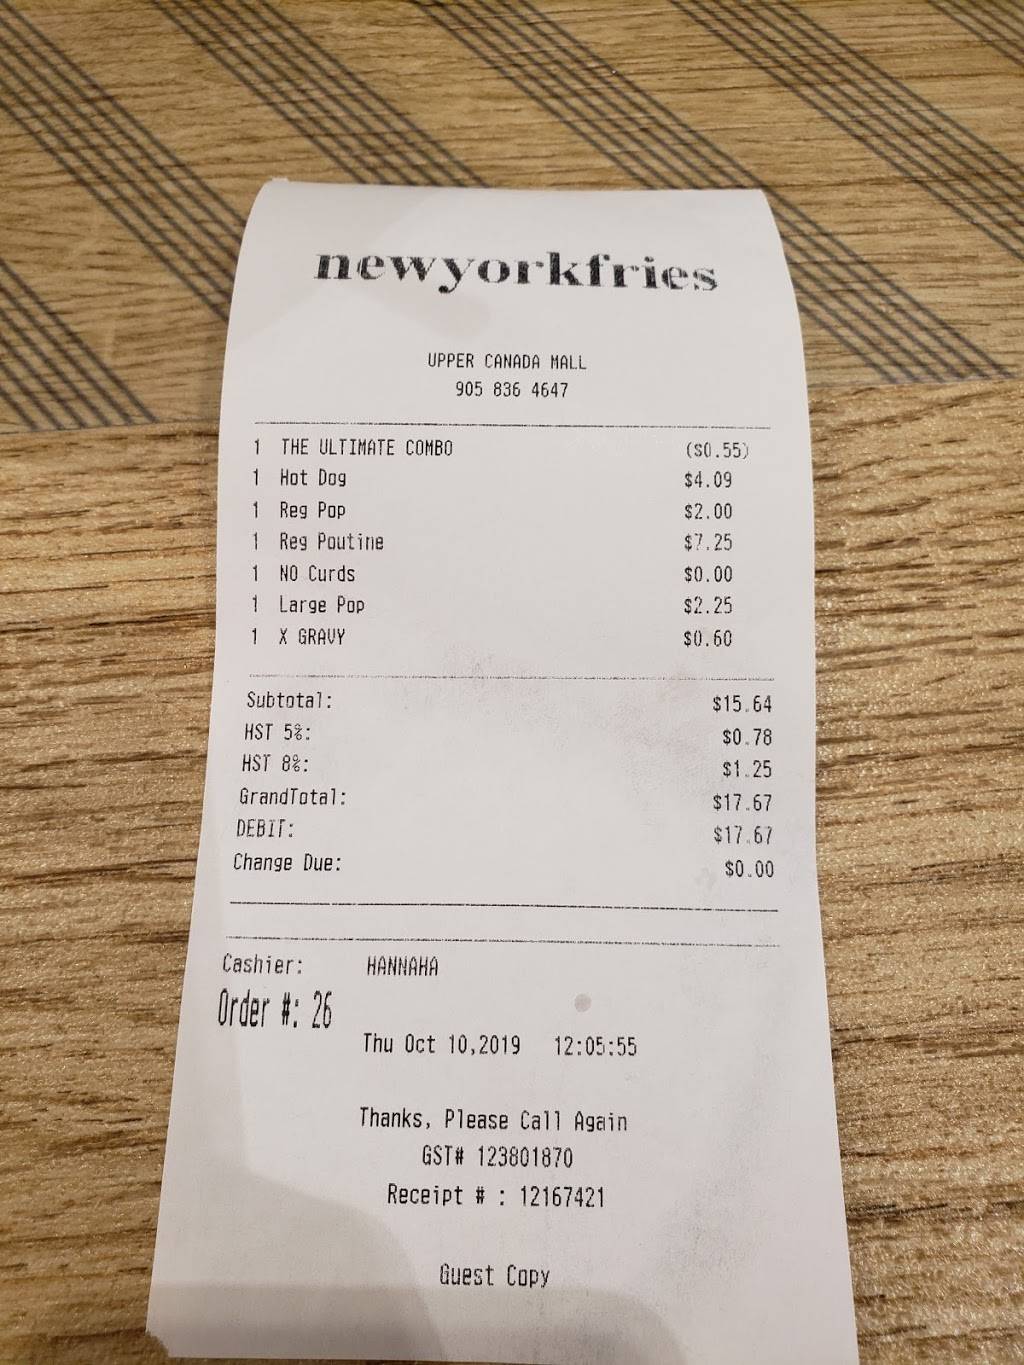 newyorkfries
UPPER CANADA MALL
905 836 4647
1 THE ULTIMATE COMBO ($0.55)
1 Hot Dog $4.09
1 Reg Pop $2.00
1 Reg Poutine $7.25
1 NO Curds $0.00
1 Large Pop $2.25
1 X GRAVY $0.60
Subtotal: $15.64
HST 5%: $0.78
HST 8%: $1.25
GrandTotal: $17.67
DEBIT: $17.67
Change Due: $0.00
Cashier: HANNAHA
Order #: 26
Thu Oct 10,2019 12:05:55
Thanks, Please Call Again
GST# 123801870
Receipt # : 12167421
Guest Copy